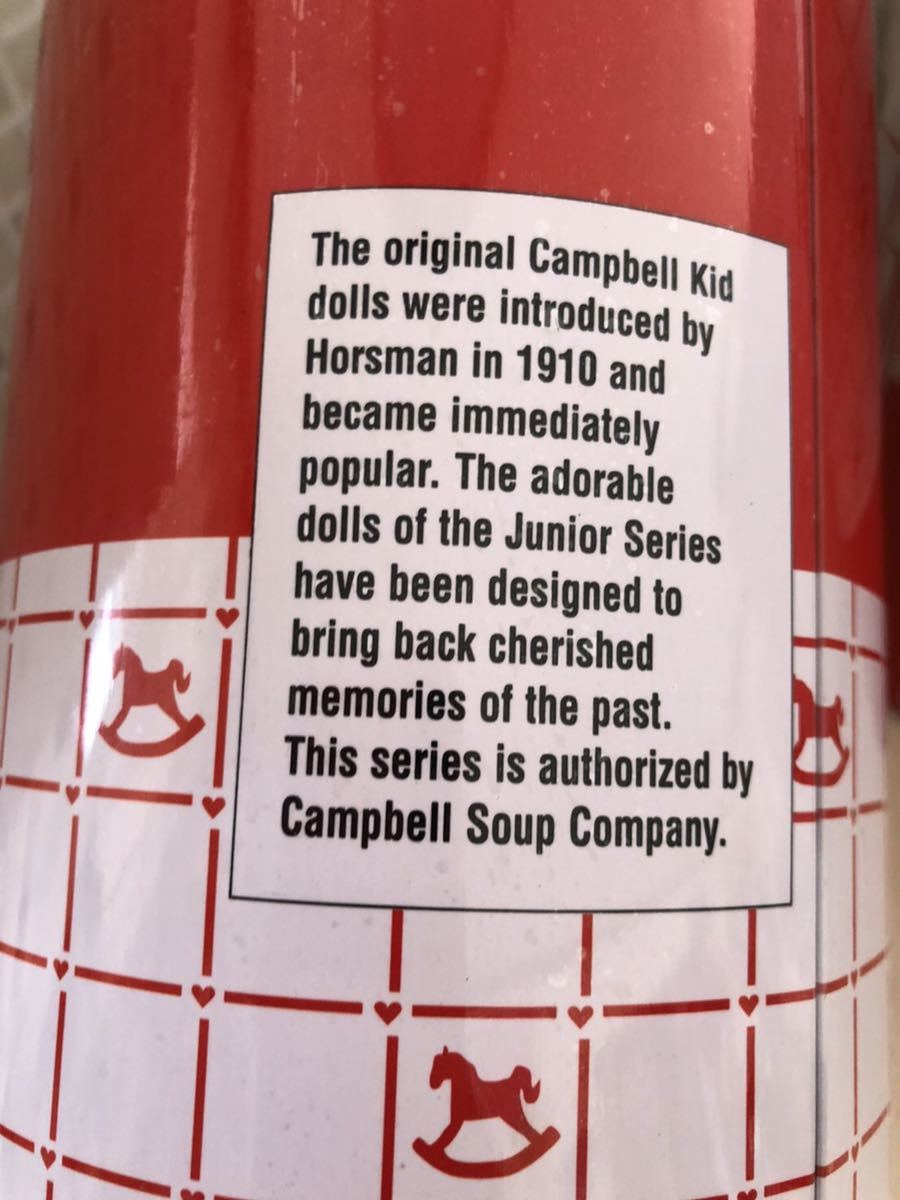 The original Campbell Kid
dolls were introduced by
Horsman in 1910 and
became immediately
popular. The adorable
dolls of the Junior Series
have been designed to
bring back cherished
memories of the past.
This series is authorized by
Campbell Soup Company.